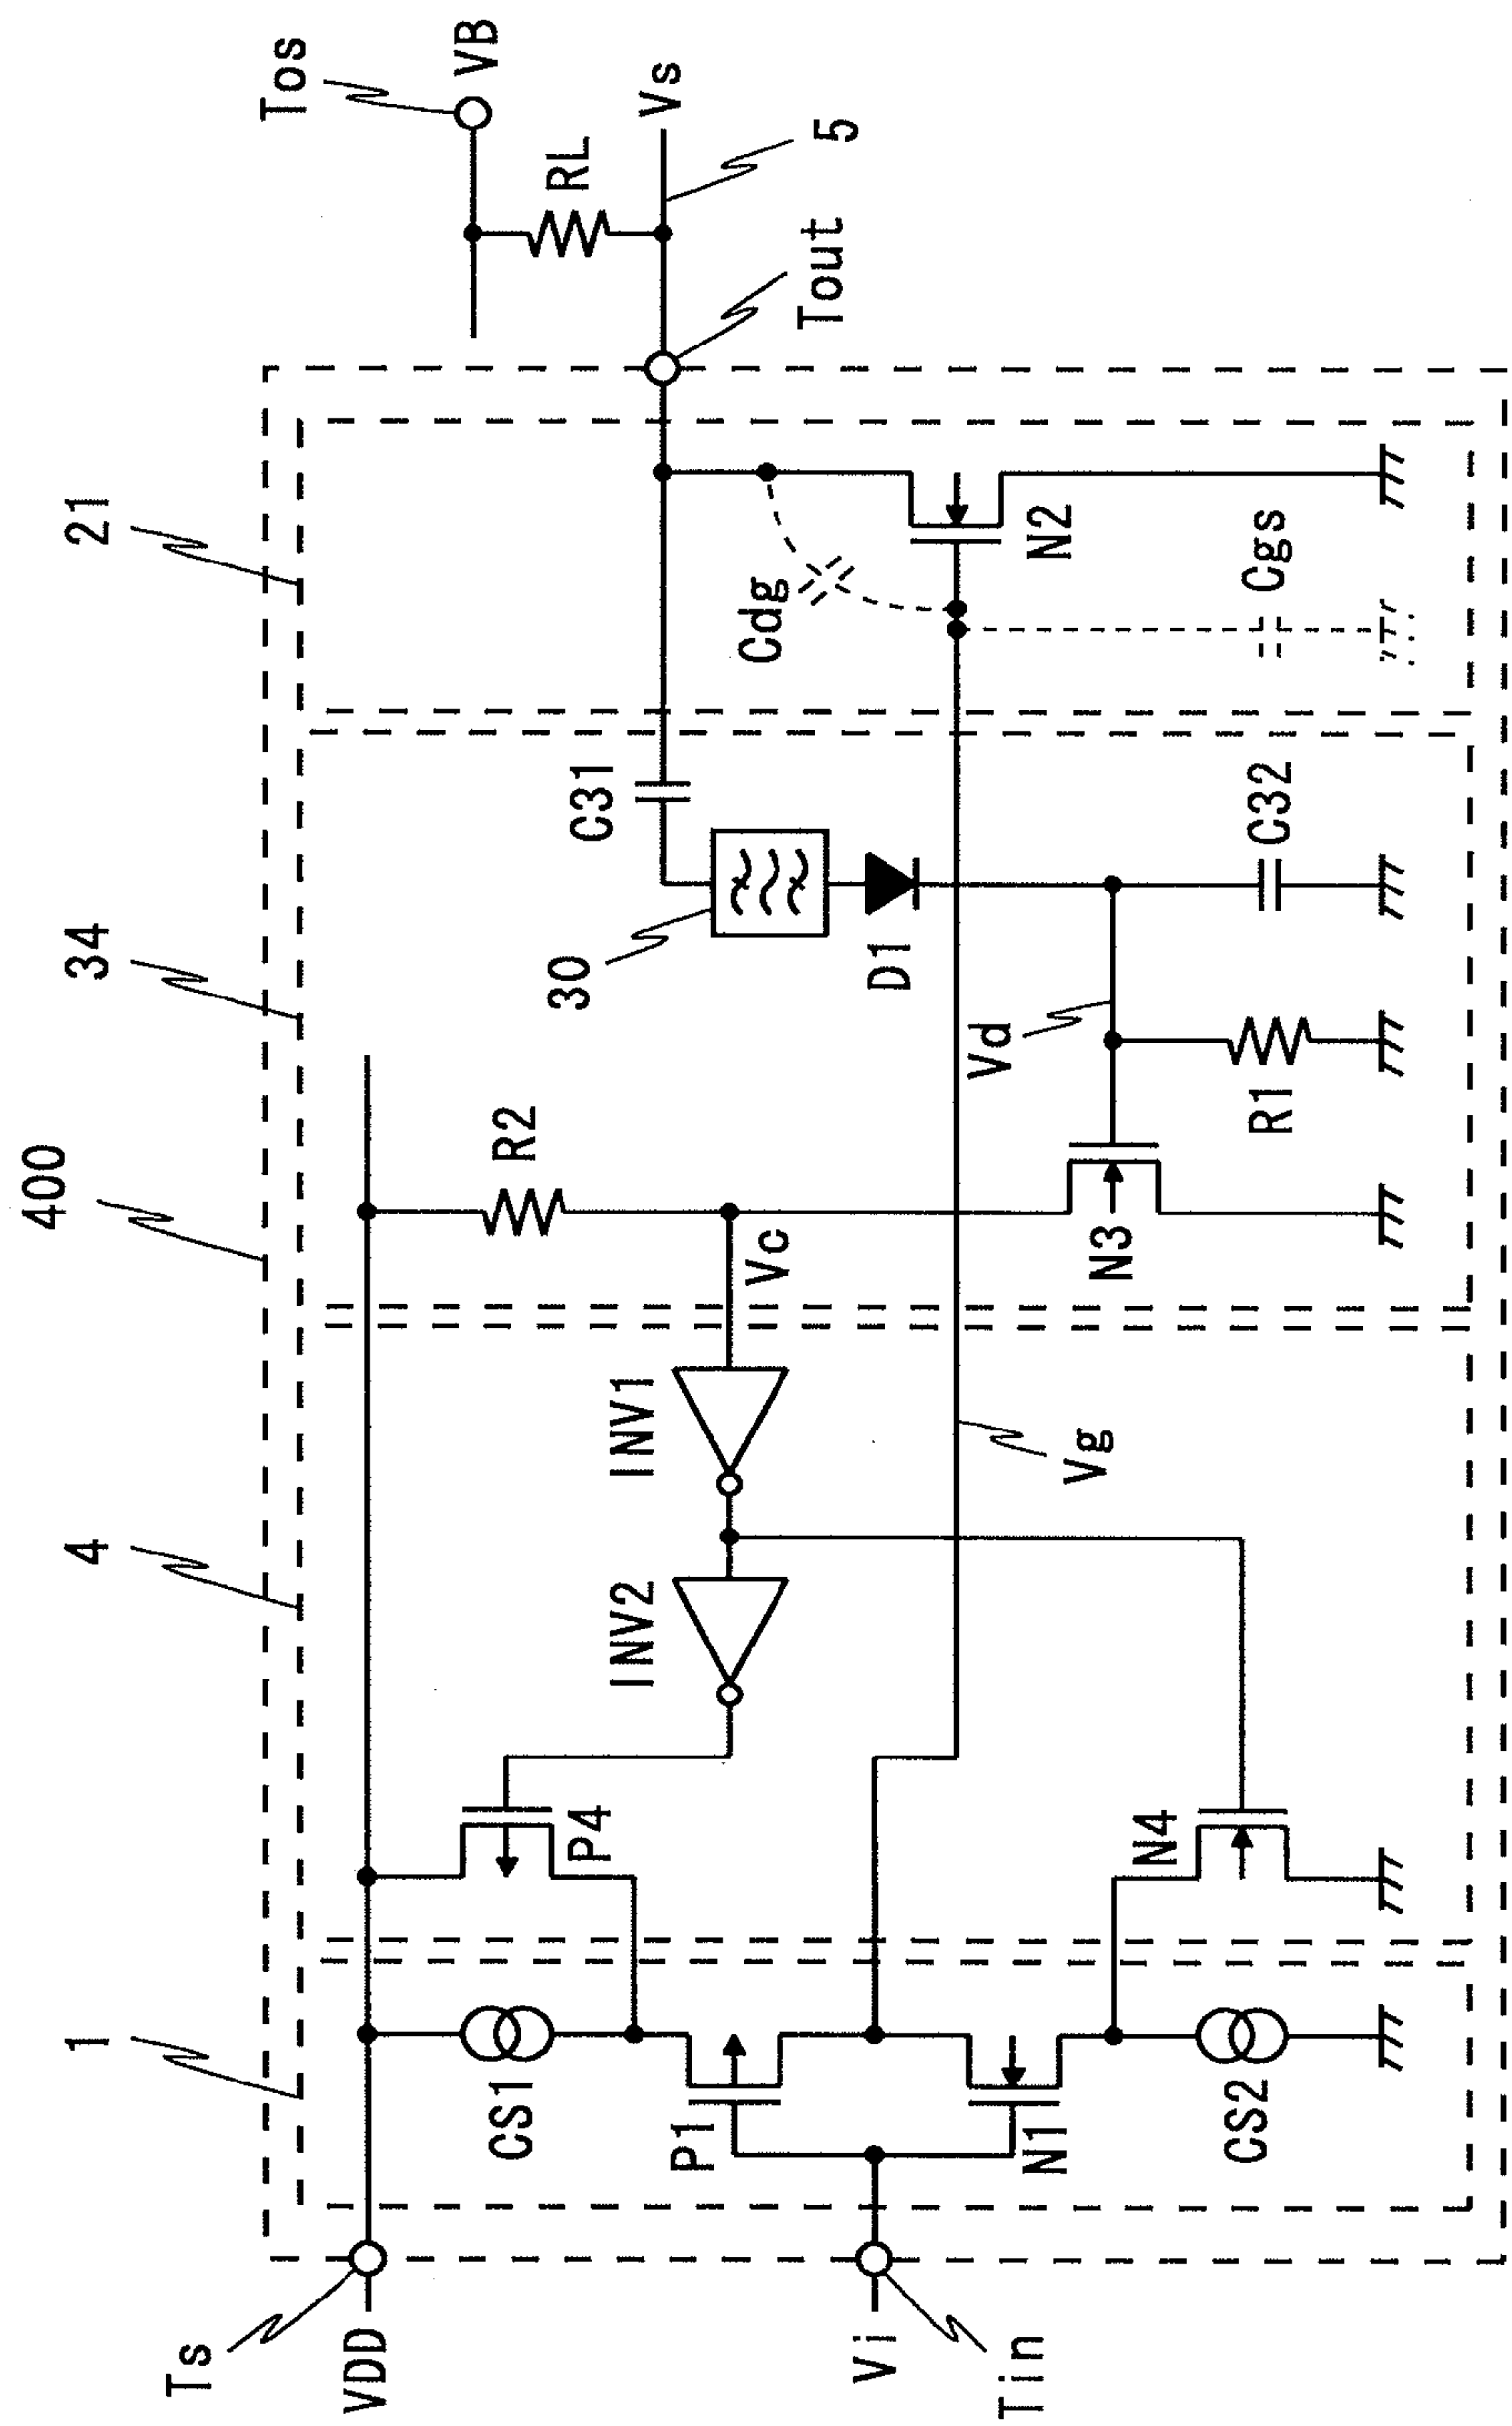 400
1
4
34
21
Ts
VDD
Vi
Tin
CS1
P1
N1
CS2
P4
N4
INV2
INV1
Vg
Vc
R2
N3
Vd
R1
30
D1
C31
C32
Cdg
N2
Cgs
Tout
RL
5
Vs
Tos
VB